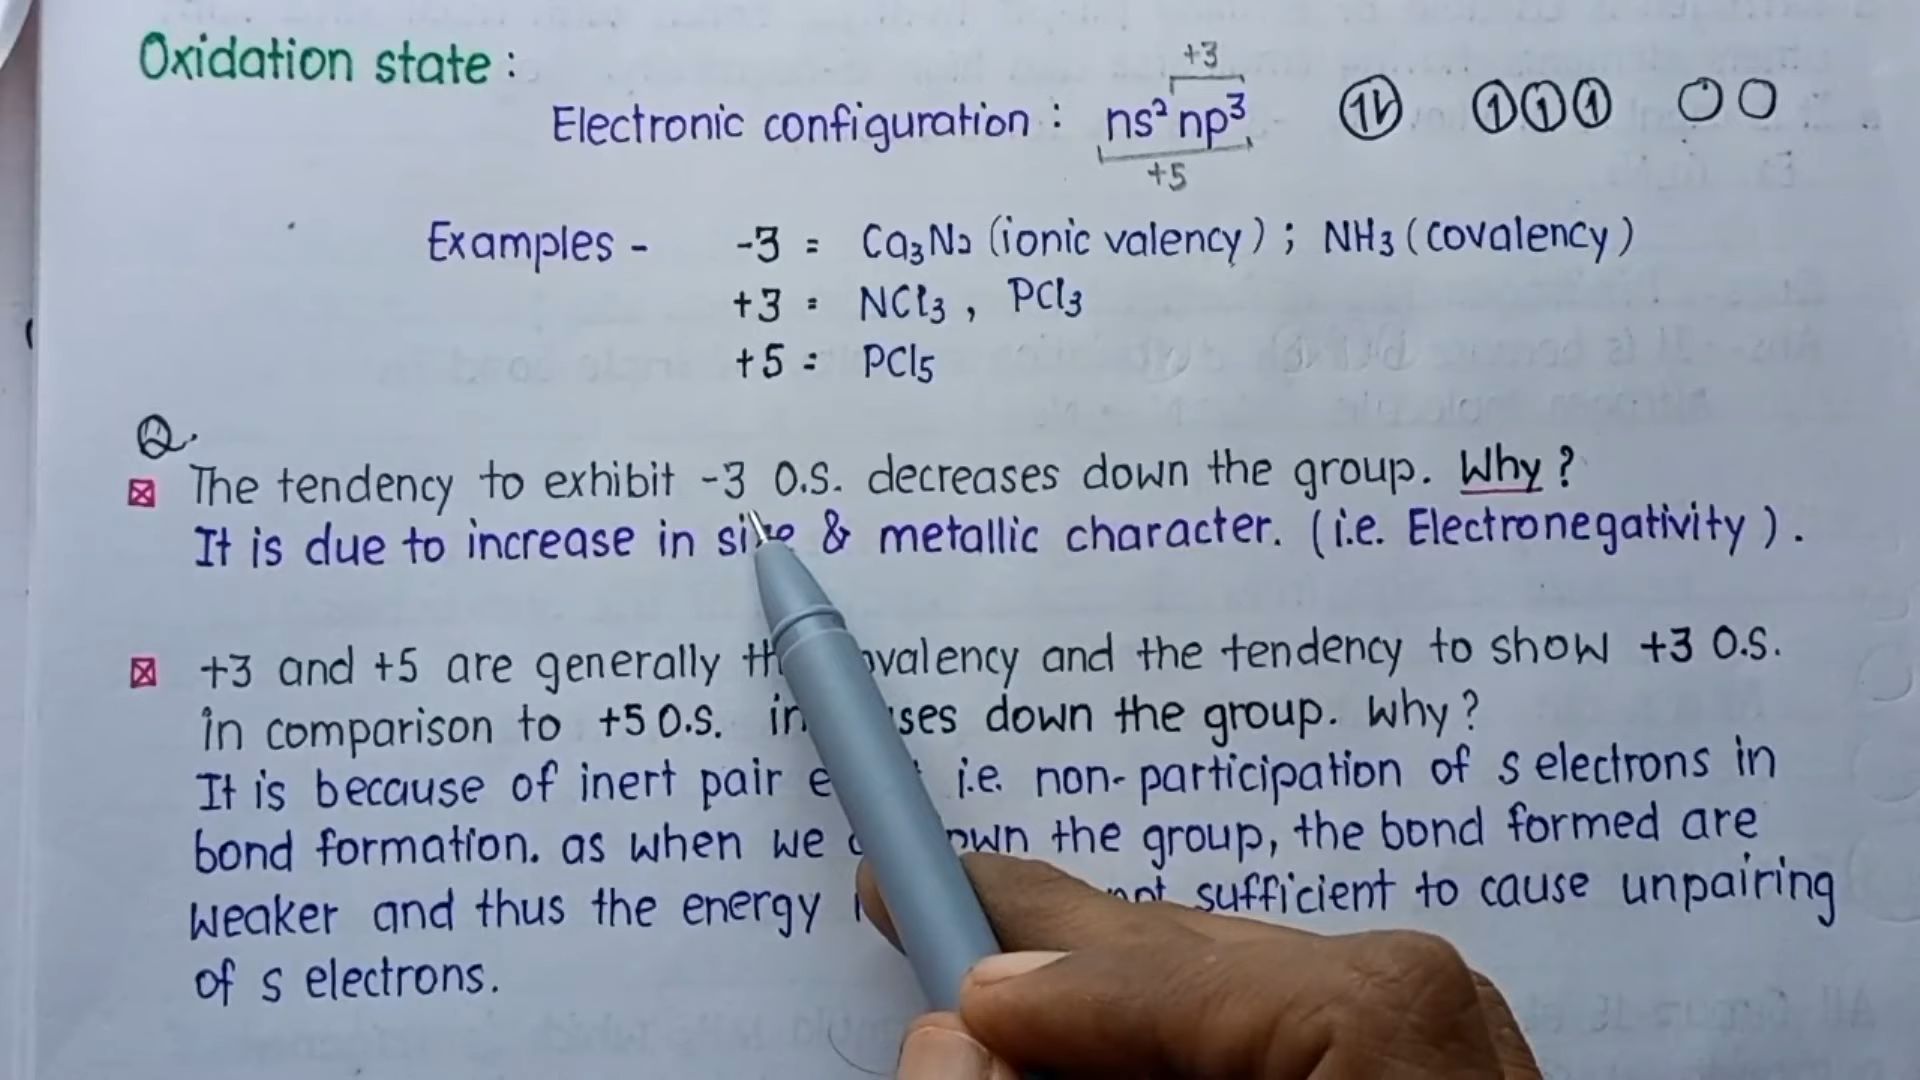 Oxidation state :
+3
Electronic configuration : ns² np³
+5
Examples - -3 = Ca₃N₂ (ionic valency) ; NH₃ (covalency)
+3 = NCl₃ , PCl₃
+5 = PCl₅
Q.
The tendency to exhibit -3 O.S. decreases down the group. Why?
It is due to increase in size & metallic character. (i.e. Electronegativity).
+3 and +5 are generally valency and the tendency to show +3 O.S.
in comparison to +5 O.S. down the group. Why?
It is because of inert pair i.e. non-participation of s electrons in
bond formation. as when we the group, the bond formed are
weaker and thus the energy sufficient to cause unpairing
of s electrons.